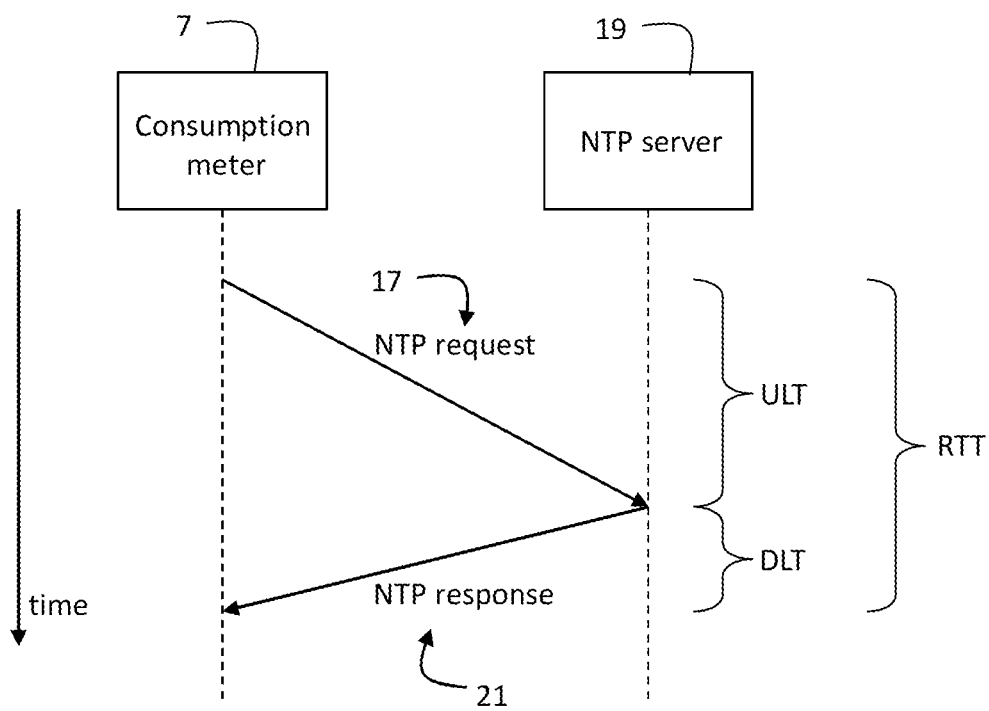 7
19
Consumption
meter
NTP server
17
NTP request
ULT
RTT
DLT
NTP response
time
21